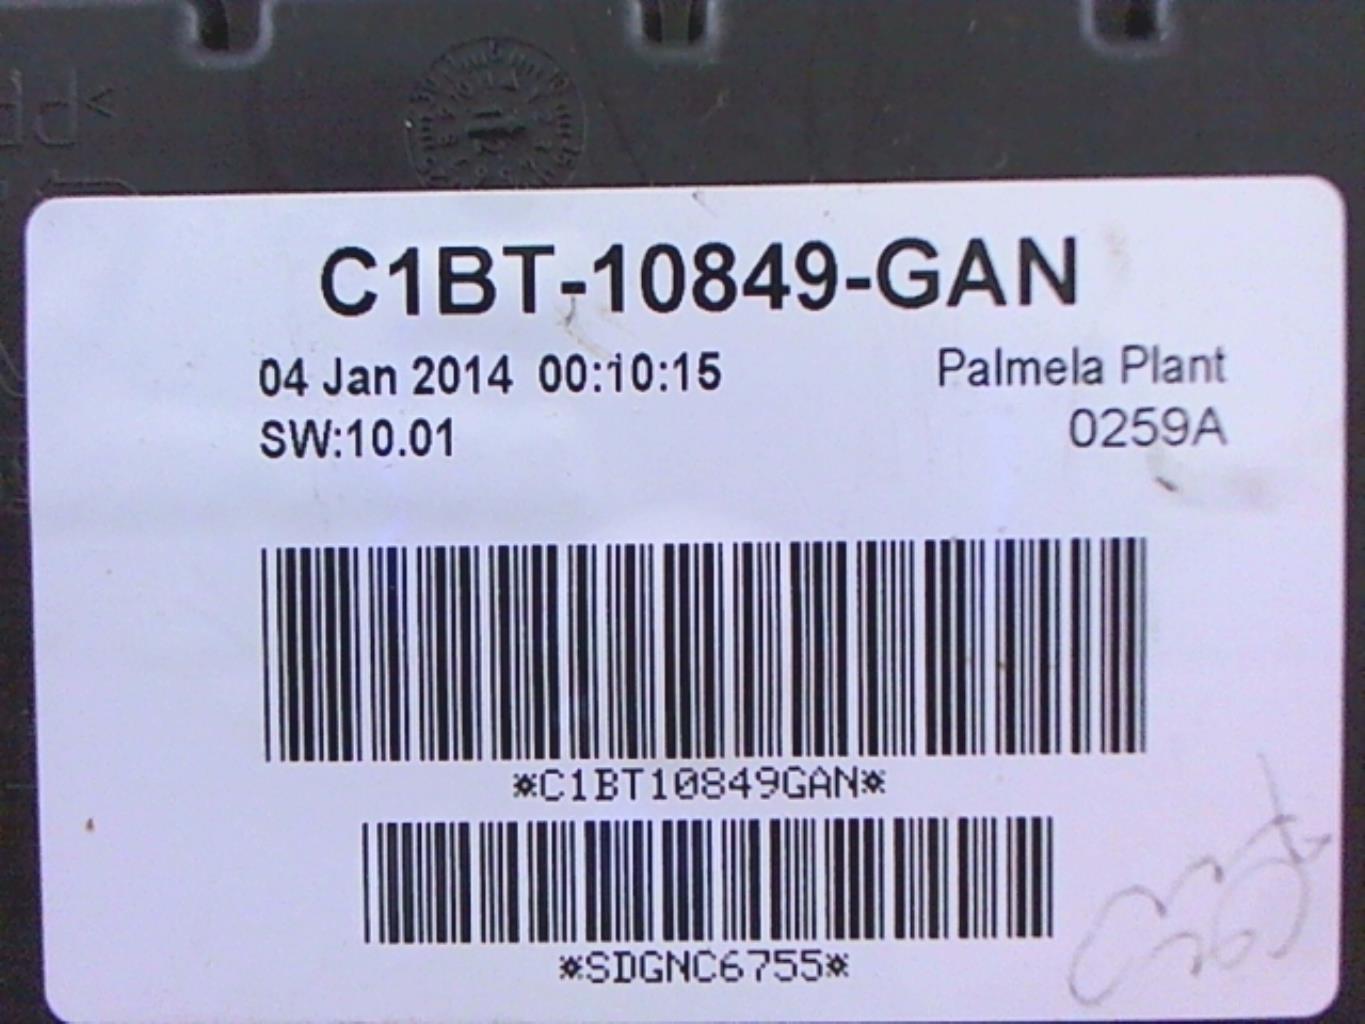 C1BT-10849-GAN
04 Jan 2014 00:10:15
Palmela Plant
SW:10.01
0259A
*C1BT10849GAN*
*SDGNC6755*